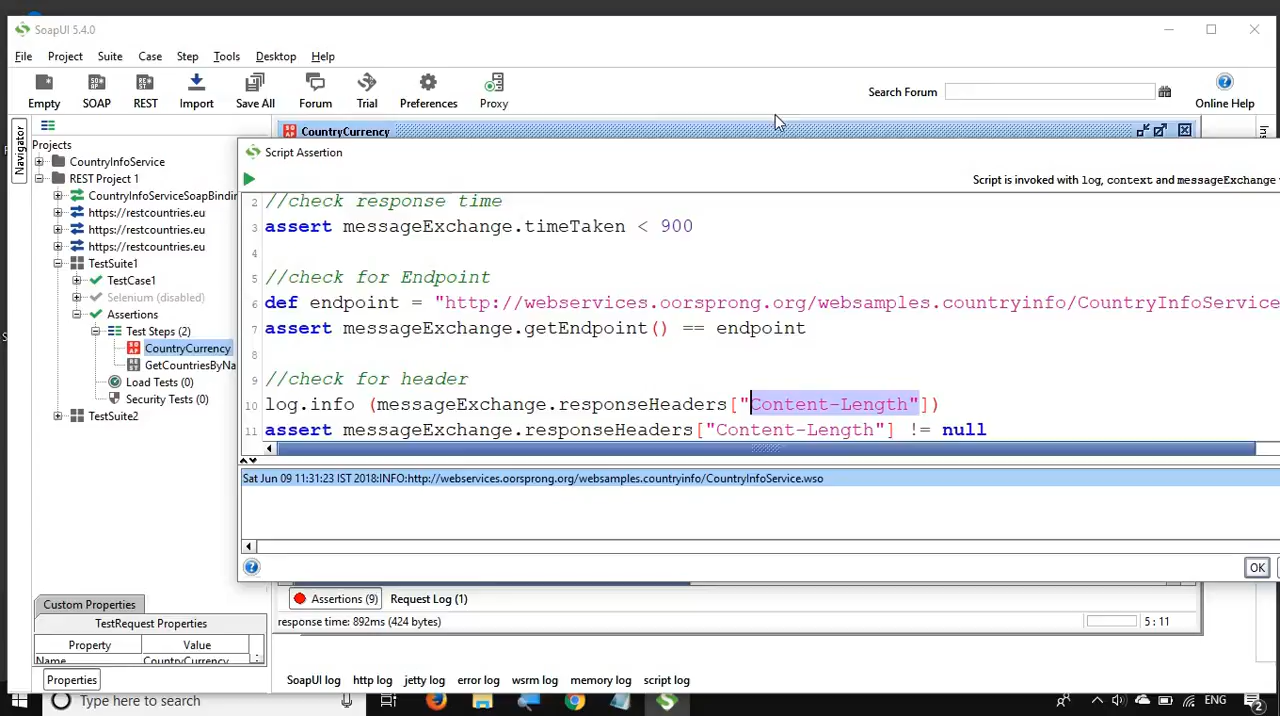 SoapUI 5.4.0
File Project Suite Case Step Tools Desktop Help
Empty SOAP REST Import Save All Forum Trial Preferences Proxy
Search Forum
Online Help
Navigator
Projects
CountryInfoService
REST Project 1
CountryInfoServiceSoapBindin
https://restcountries.eu
https://restcountries.eu
https://restcountries.eu
TestSuite1
TestCase1
Selenium (disabled)
Assertions
Test Steps (2)
CountryCurrency
GetCountriesByNa
Load Tests (0)
Security Tests (0)
TestSuite2
CountryCurrency
Script Assertion
Script is invoked with log, context and messageExchange
2 //check response time
3 assert messageExchange.timeTaken < 900
4
5 //check for Endpoint
6 def endpoint = "http://webservices.oorsprong.org/websamples.countryinfo/CountryInfoService
7 assert messageExchange.getEndpoint() == endpoint
8
9 //check for header
10 log.info (messageExchange.responseHeaders["Content-Length"])
11 assert messageExchange.responseHeaders["Content-Length"] != null
Sat Jun 09 11:31:23 IST 2018:INFO:http://webservices.oorsprong.org/websamples.countryinfo/CountryInfoService.wso
OK
Assertions (9) Request Log (1)
response time: 892ms (424 bytes)
5 : 11
Custom Properties
TestRequest Properties
Property Value
Name CountryCurrency
Properties
SoapUI log http log jetty log error log wsrm log memory log script log
Type here to search
ENG
2